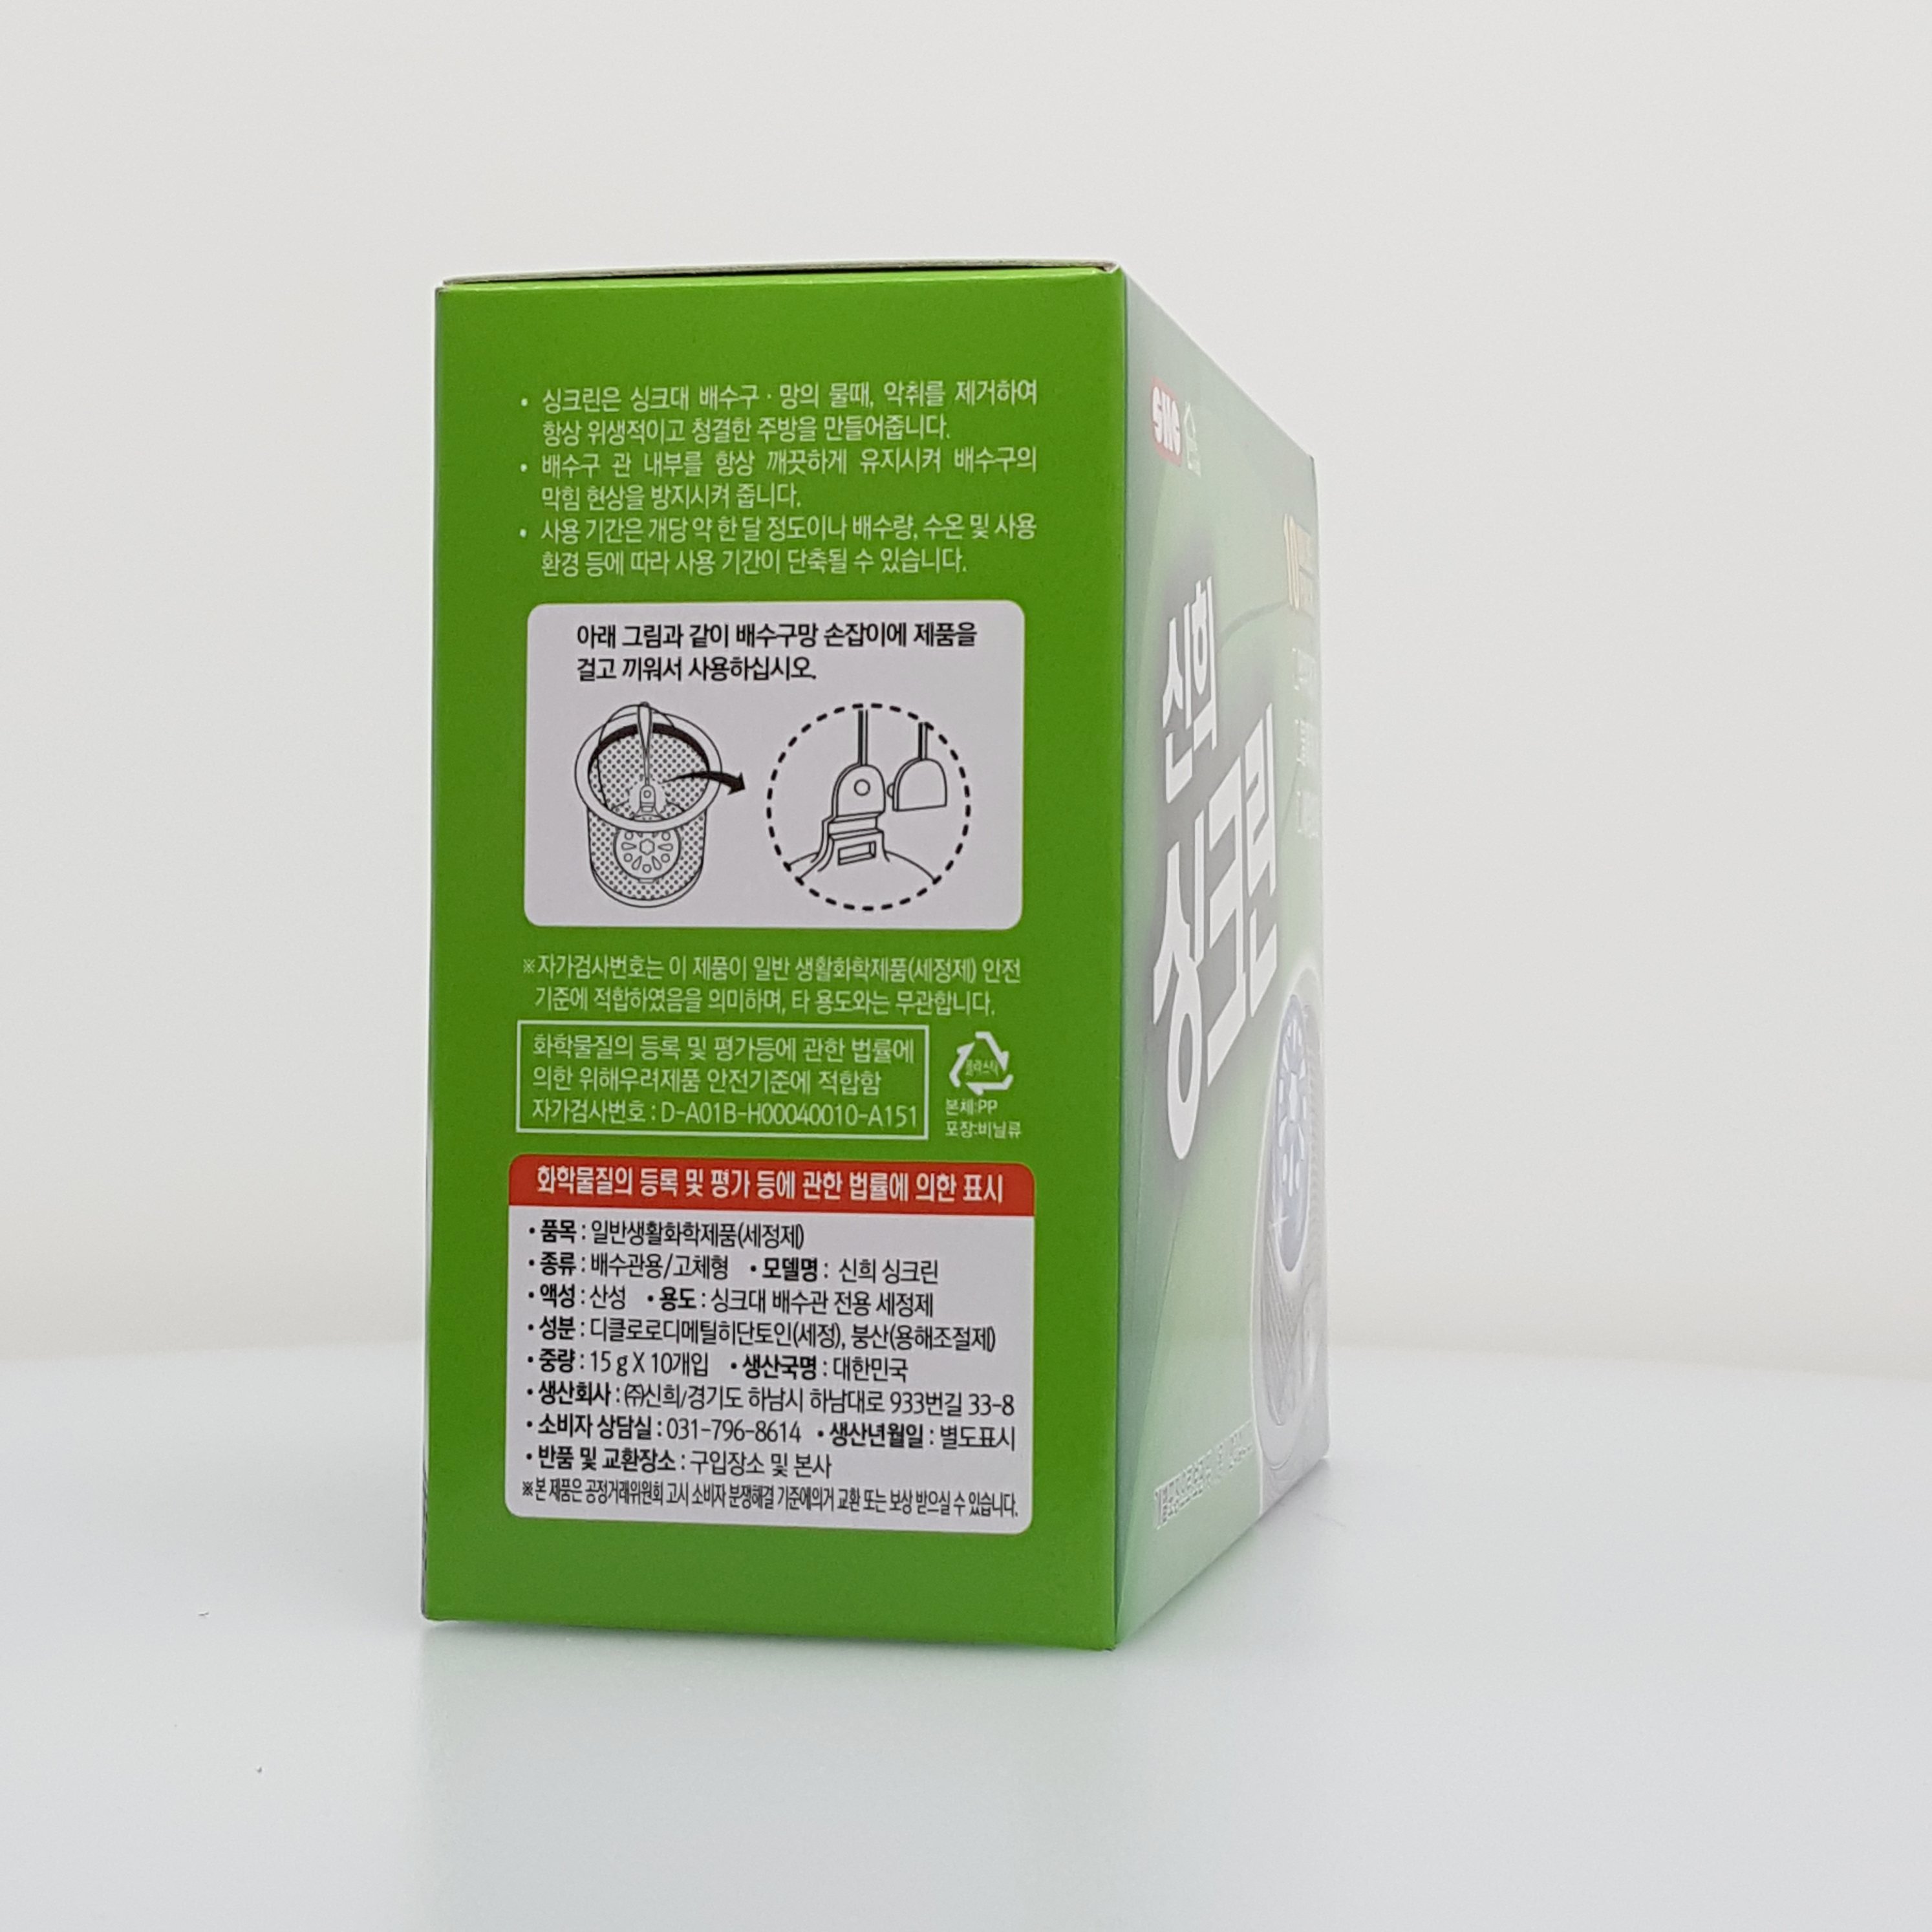 • 싱크린은 싱크대 배수구 · 망의 물때, 악취를 제거하여
항상 위생적이고 청결한 주방을 만들어줍니다.
• 배수구 관 내부를 항상 깨끗하게 유지시켜 배수구의
막힘 현상을 방지시켜 줍니다.
• 사용 기간은 개당 약 한 달 정도이나 배수량, 수온 및 사용
환경 등에 따라 사용 기간이 단축될 수 있습니다.
아래 그림과 같이 배수구망 손잡이에 제품을
걸고 끼워서 사용하십시오.
※자가검사번호는 이 제품이 일반 생활화학제품(세정제) 안전
기준에 적합하였음을 의미하며, 타 용도와는 무관합니다.
화학물질의 등록 및 평가등에 관한 법률에
의한 위해우려제품 안전기준에 적합함
자가검사번호 : D-A01B-H00040010-A151
플라스틱
본체:PP
포장:비닐류
화학물질의 등록 및 평가 등에 관한 법률에 의한 표시
• 품목 : 일반생활화학제품(세정제)
• 종류 : 배수관용/고체형 • 모델명 : 신희 싱크린
• 액성 : 산성 • 용도 : 싱크대 배수관 전용 세정제
• 성분 : 디클로로디메틸히단토인(세정), 붕산(용해조절제)
• 중량 : 15 g X 10개입 • 생산국명 : 대한민국
• 생산회사 : ㈜신희/경기도 하남시 하남대로 933번길 33-8
• 소비자 상담실 : 031-796-8614 • 생산년월일 : 별도표시
• 반품 및 교환장소 : 구입장소 및 본사
※본 제품은 공정거래위원회 고시 소비자 분쟁해결 기준에의거 교환 또는 보상 받으실 수 있습니다.
SHC
10
신희
싱크린